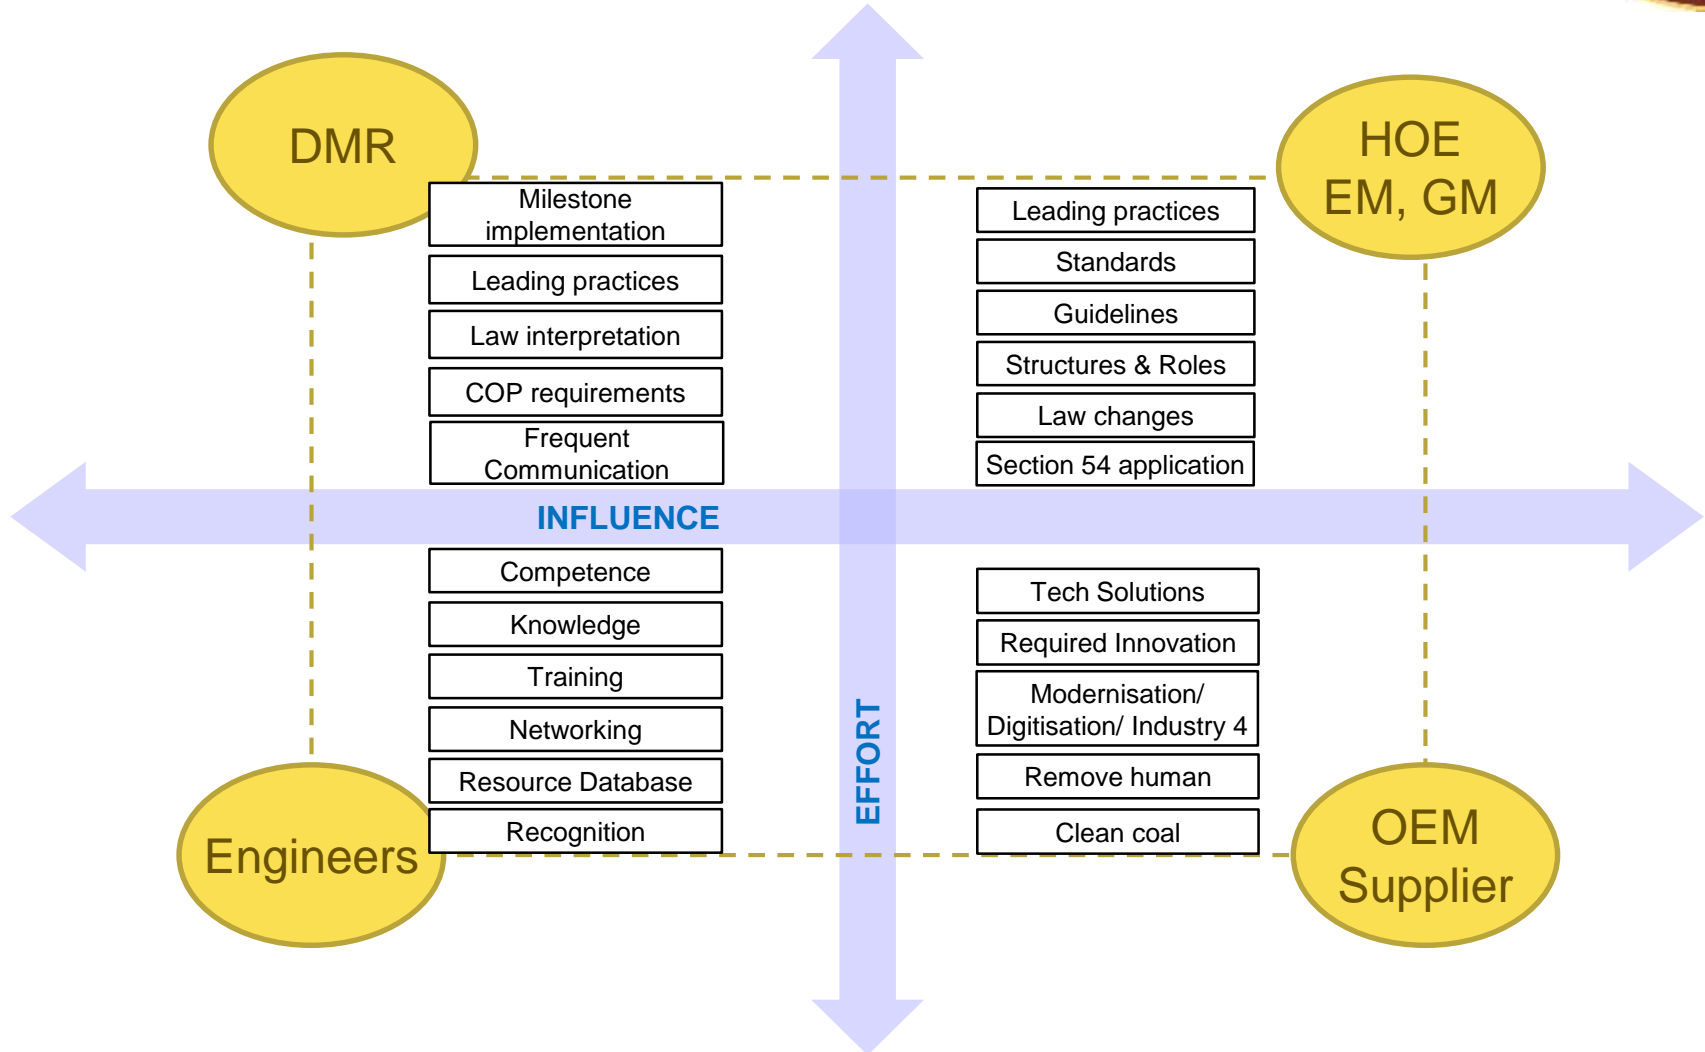 DMR
Milestone
implementation
Leading practices
Law interpretation
COP requirements
Frequent
Communication
HOE
EM, GM
Leading practices
Standards
Guidelines
Structures & Roles
Law changes
Section 54 application
INFLUENCE
EFFORT
Competence
Knowledge
Training
Networking
Resource Database
Recognition
Engineers
Tech Solutions
Required Innovation
Modernisation/
Digitisation/ Industry 4
Remove human
Clean coal
OEM
Supplier